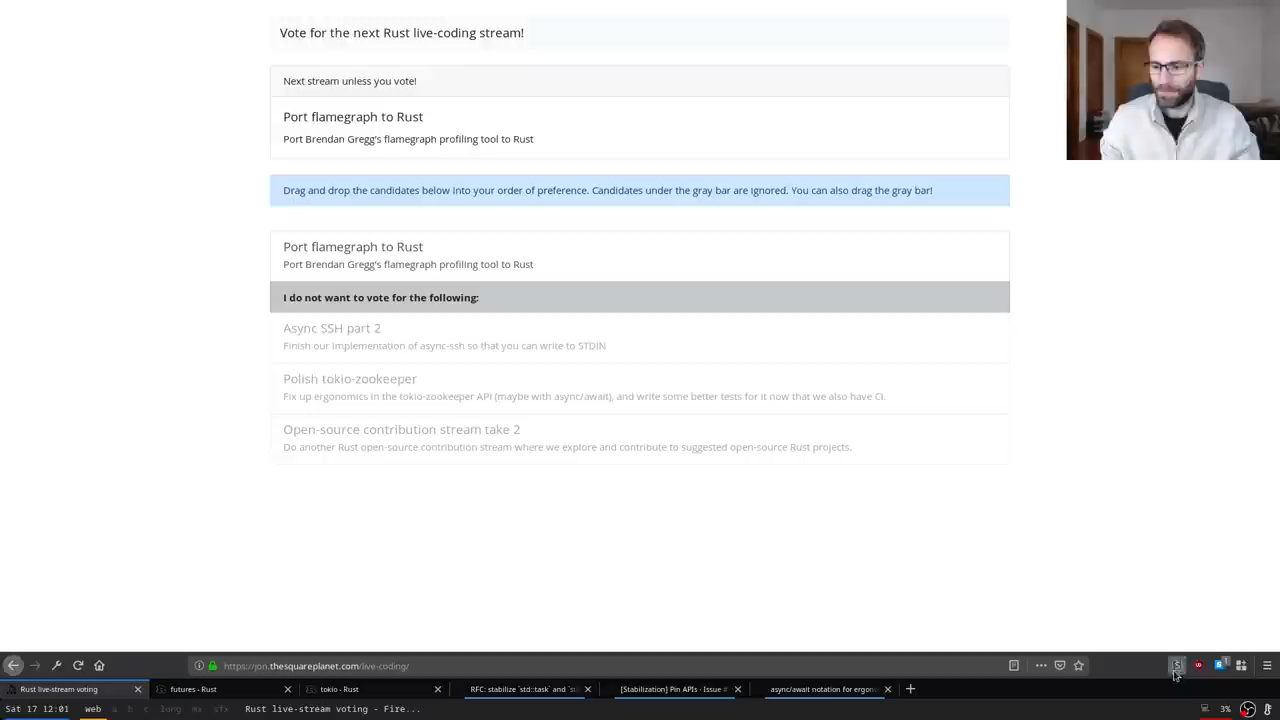 Vote for the next Rust live-coding stream!
Next stream unless you vote!
Port flamegraph to Rust
Port Brendan Gregg's flamegraph profiling tool to Rust
Drag and drop the candidates below into your order of preference. Candidates under the gray bar are ignored. You can also drag the gray bar!
Port flamegraph to Rust
Port Brendan Gregg's flamegraph profiling tool to Rust
I do not want to vote for the following:
Async SSH part 2
Finish our implementation of async-ssh so that you can write to STDIN
Polish tokio-zookeeper
Fix up ergonomics in the tokio-zookeeper API (maybe with async/await), and write some better tests for it now that we also have CI.
Open-source contribution stream take 2
Do another Rust open-source contribution stream where we explore and contribute to suggested open-source Rust projects.
https://jon.thesquareplanet.com/live-coding/
Rust live-stream voting futures - Rust tokio - Rust RFC: stabilize `std::task` and [Stabilization] Pin APIs · Issue # async/await notation for ergon
Sat 17 12:01 web a b c long mx sfx Rust live-stream voting - Fire... 3%